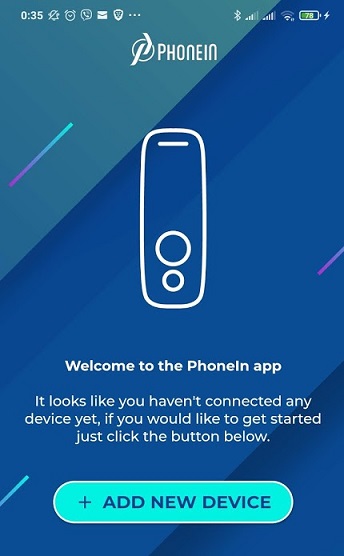 0:35 78
PHONEIN
Welcome to the PhoneIn app
It looks like you haven't connected any
device yet, if you would like to get started
just click the button below.
+ ADD NEW DEVICE